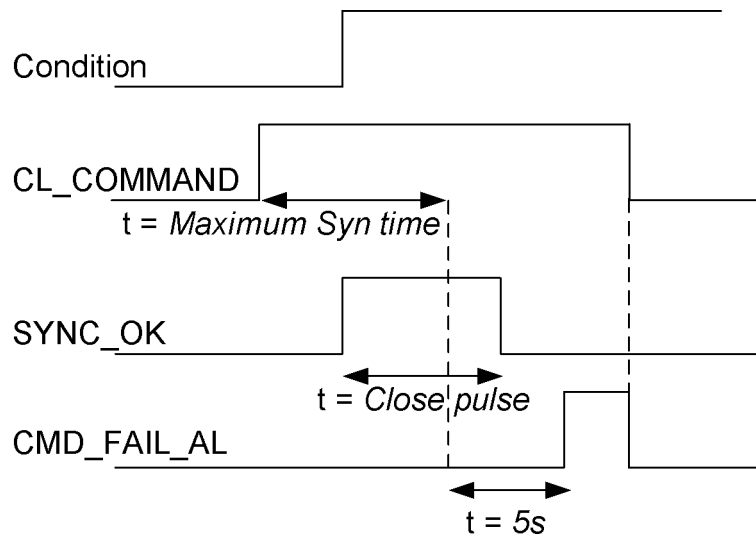 Condition
CL_COMMAND
t = Maximum Syn time
SYNC_OK
t = Close pulse
CMD_FAIL_AL
t = 5s